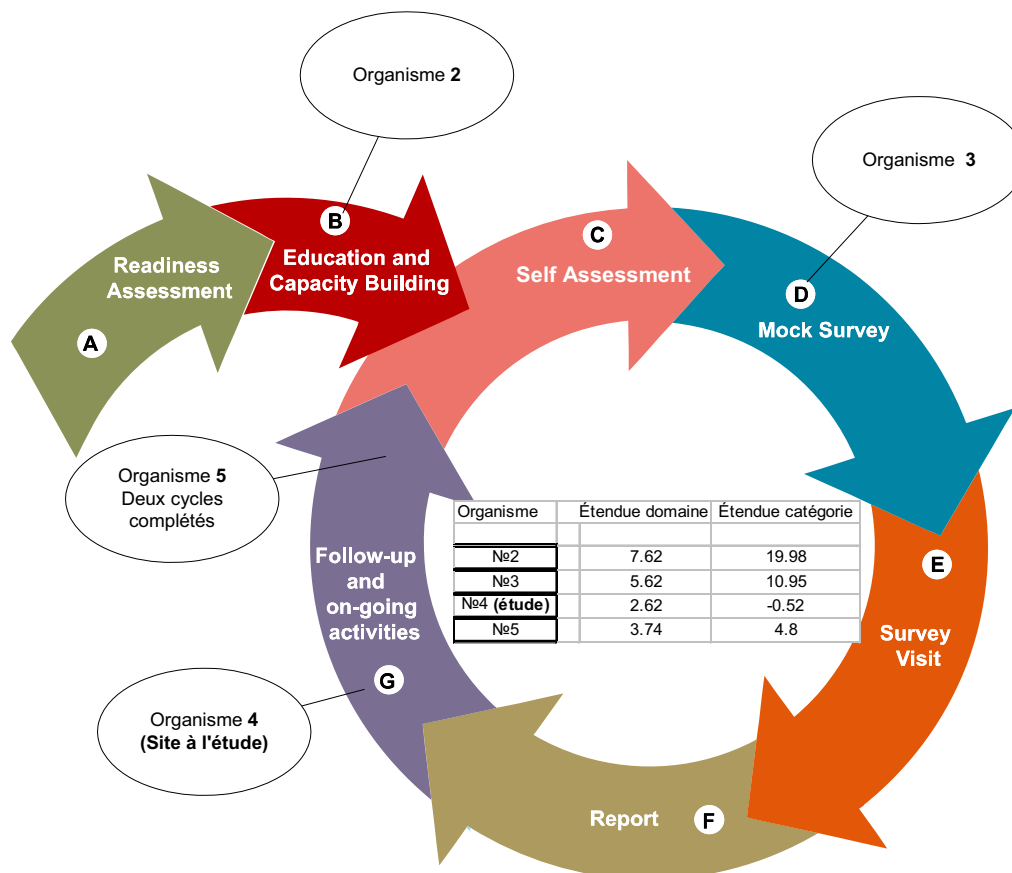 Organisme 2
Organisme 3
B
Education and
Capacity Building
C
Self Assessment
Readiness
Assessment
A
D
Mock Survey
Organisme 5
Deux cycles
complétés
Organisme Étendue domaine Étendue catégorie
№2 7.62 19.98
№3 5.62 10.95
№4 (étude) 2.62 -0.52
№5 3.74 4.8
Follow-up
and
on-going
activities
G
E
Survey
Visit
Organisme 4
(Site à l'étude)
Report F